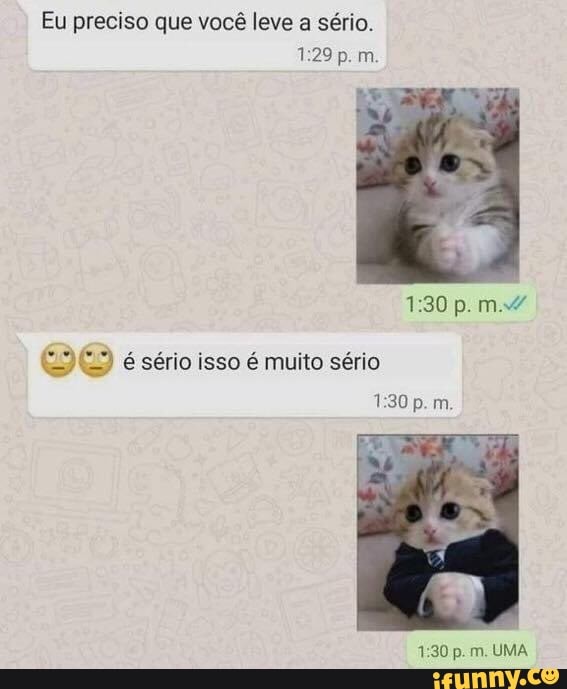 Eu preciso que você leve a sério.
1:29 p. m.
1:30 p. m.
🙄🙄 é sério isso é muito sério
1:30 p. m.
1:30 p. m. UMA
ifunny.co